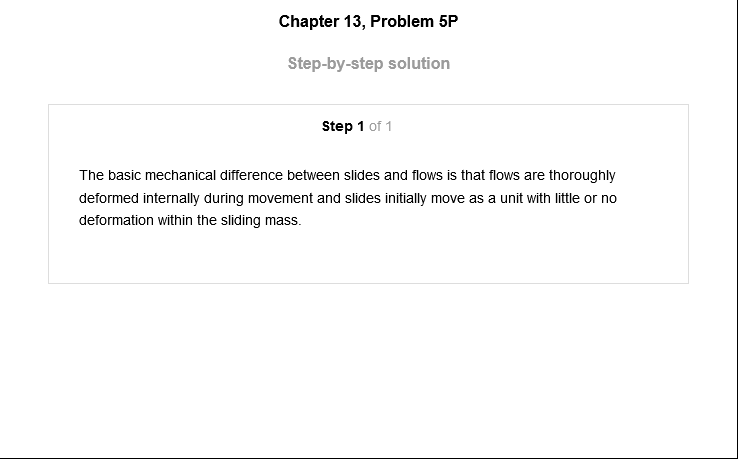 Chapter 13, Problem 5P
Step-by-step solution
Step 1 of 1
The basic mechanical difference between slides and flows is that flows are thoroughly
deformed internally during movement and slides initially move as a unit with little or no
deformation within the sliding mass.